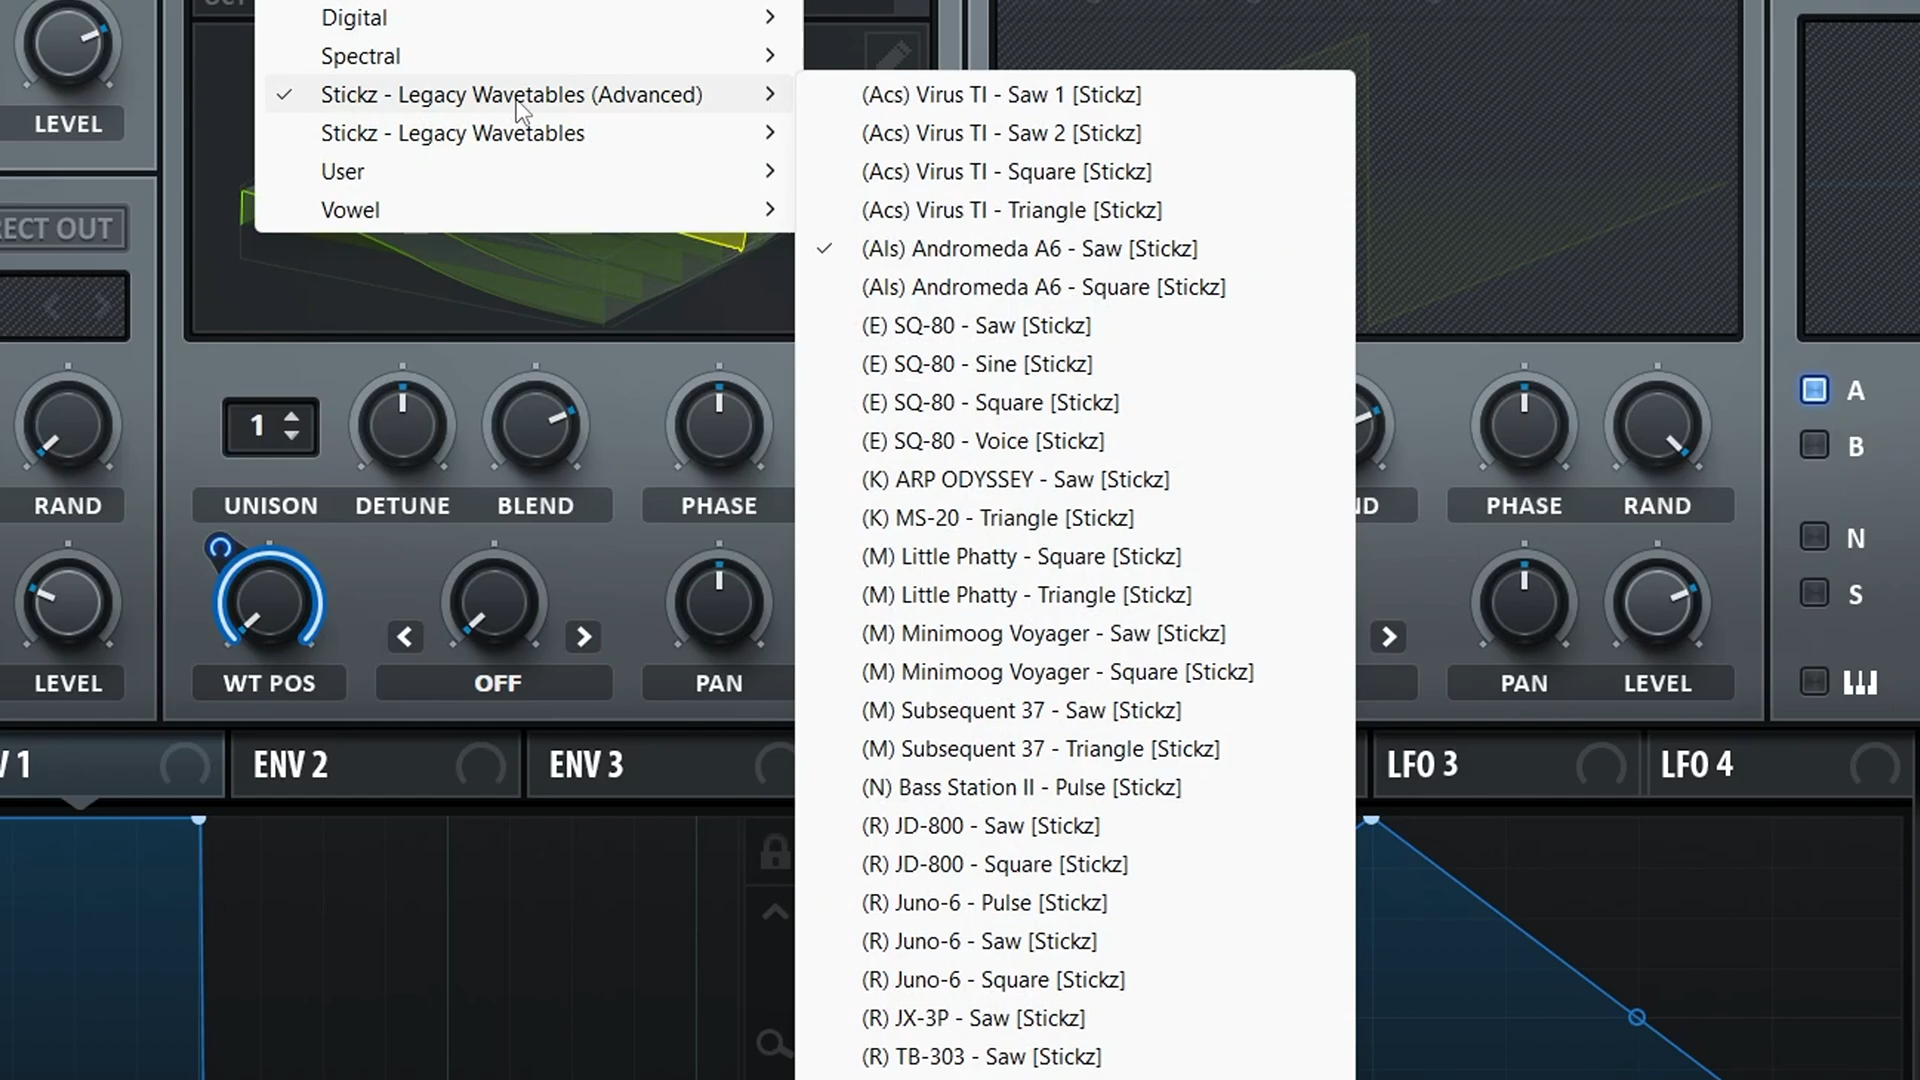 Digital
Spectral
Stickz - Legacy Wavetables (Advanced)
Stickz - Legacy Wavetables
User
Vowel
(Acs) Virus TI - Saw 1 [Stickz]
(Acs) Virus TI - Saw 2 [Stickz]
(Acs) Virus TI - Square [Stickz]
(Acs) Virus TI - Triangle [Stickz]
(Als) Andromeda A6 - Saw [Stickz]
(Als) Andromeda A6 - Square [Stickz]
(E) SQ-80 - Saw [Stickz]
(E) SQ-80 - Sine [Stickz]
(E) SQ-80 - Square [Stickz]
(E) SQ-80 - Voice [Stickz]
(K) ARP ODYSSEY - Saw [Stickz]
(K) MS-20 - Triangle [Stickz]
(M) Little Phatty - Square [Stickz]
(M) Little Phatty - Triangle [Stickz]
(M) Minimoog Voyager - Saw [Stickz]
(M) Minimoog Voyager - Square [Stickz]
(M) Subsequent 37 - Saw [Stickz]
(M) Subsequent 37 - Triangle [Stickz]
(N) Bass Station II - Pulse [Stickz]
(R) JD-800 - Saw [Stickz]
(R) JD-800 - Square [Stickz]
(R) Juno-6 - Pulse [Stickz]
(R) Juno-6 - Saw [Stickz]
(R) Juno-6 - Square [Stickz]
(R) JX-3P - Saw [Stickz]
(R) TB-303 - Saw [Stickz]
LEVEL
RECT OUT
1
RAND UNISON DETUNE BLEND PHASE ND PHASE RAND
LEVEL WT POS OFF PAN PAN LEVEL
A
B
N
S
V 1 ENV 2 ENV 3 LFO 3 LFO 4